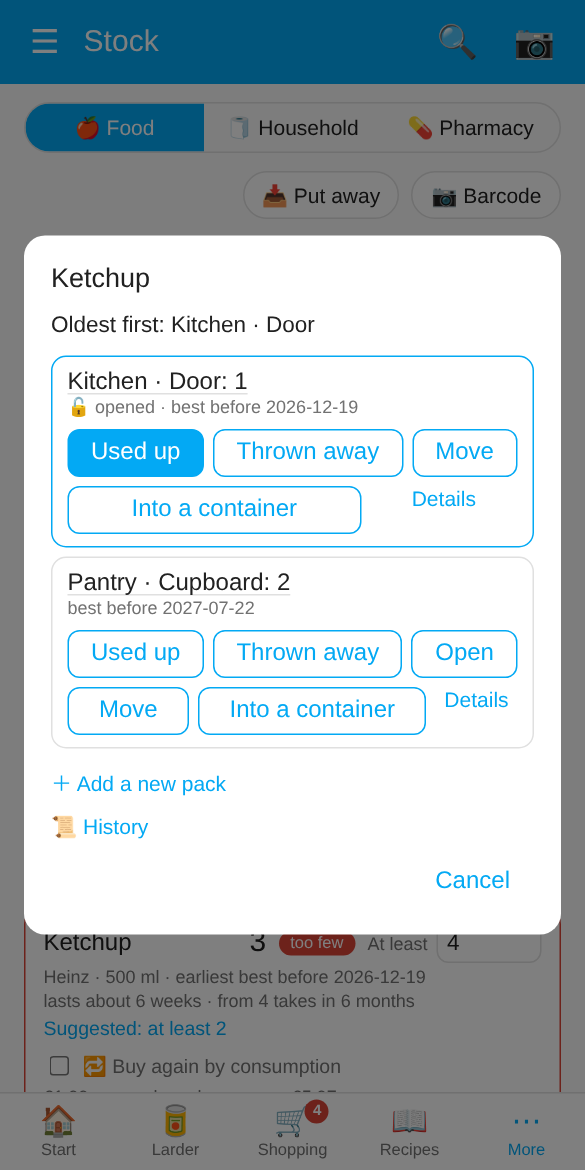 Stock
Food
Household
Pharmacy
Put away
Barcode
Ketchup
Oldest first: Kitchen · Door
Kitchen · Door: 1
opened · best before 2026-12-19
Used up
Thrown away
Move
Into a container
Details
Pantry · Cupboard: 2
best before 2027-07-22
Used up
Thrown away
Open
Move
Into a container
Details
+ Add a new pack
History
Cancel
Ketchup 3 too few At least 4
Heinz · 500 ml · earliest best before 2026-12-19
lasts about 6 weeks · from 4 takes in 6 months
Suggested: at least 2
Buy again by consumption
4
Start
Larder
Shopping
Recipes
More